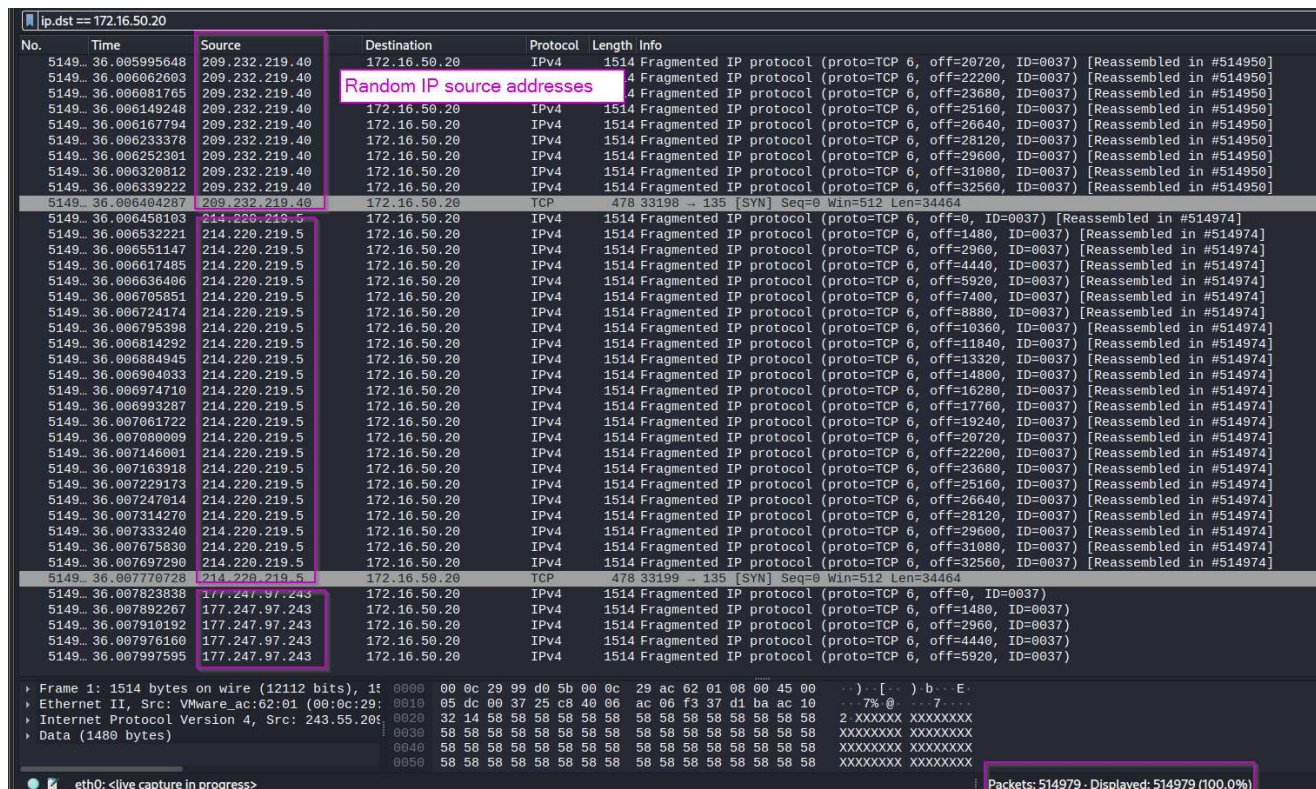 ip.dst == 172.16.50.20
No. Time Source Destination Protocol Length Info
5149… 36.005995648 209.232.219.40 172.16.50.20 IPv4 1514 Fragmented IP protocol (proto=TCP 6, off=20720, ID=0037) [Reassembled in #514950]
5149… 36.006062603 209.232.219.40 4 Fragmented IP protocol (proto=TCP 6, off=22200, ID=0037) [Reassembled in #514950]
Random IP source addresses
5149… 36.006081765 209.232.219.40 4 Fragmented IP protocol (proto=TCP 6, off=23680, ID=0037) [Reassembled in #514950]
5149… 36.006149248 209.232.219.40 172.16.50.20 IPv4 1514 Fragmented IP protocol (proto=TCP 6, off=25160, ID=0037) [Reassembled in #514950]
5149… 36.006167794 209.232.219.40 172.16.50.20 IPv4 1514 Fragmented IP protocol (proto=TCP 6, off=26640, ID=0037) [Reassembled in #514950]
5149… 36.006233378 209.232.219.40 172.16.50.20 IPv4 1514 Fragmented IP protocol (proto=TCP 6, off=28120, ID=0037) [Reassembled in #514950]
5149… 36.006252301 209.232.219.40 172.16.50.20 IPv4 1514 Fragmented IP protocol (proto=TCP 6, off=29600, ID=0037) [Reassembled in #514950]
5149… 36.006320812 209.232.219.40 172.16.50.20 IPv4 1514 Fragmented IP protocol (proto=TCP 6, off=31080, ID=0037) [Reassembled in #514950]
5149… 36.006339222 209.232.219.40 172.16.50.20 IPv4 1514 Fragmented IP protocol (proto=TCP 6, off=32560, ID=0037) [Reassembled in #514950]
5149… 36.006404287 209.232.219.40 172.16.50.20 TCP 478 33198 → 135 [SYN] Seq=0 Win=512 Len=34464
5149… 36.006458103 214.220.219.5 172.16.50.20 IPv4 1514 Fragmented IP protocol (proto=TCP 6, off=0, ID=0037) [Reassembled in #514974]
5149… 36.006532221 214.220.219.5 172.16.50.20 IPv4 1514 Fragmented IP protocol (proto=TCP 6, off=1480, ID=0037) [Reassembled in #514974]
5149… 36.006551147 214.220.219.5 172.16.50.20 IPv4 1514 Fragmented IP protocol (proto=TCP 6, off=2960, ID=0037) [Reassembled in #514974]
5149… 36.006617485 214.220.219.5 172.16.50.20 IPv4 1514 Fragmented IP protocol (proto=TCP 6, off=4440, ID=0037) [Reassembled in #514974]
5149… 36.006636406 214.220.219.5 172.16.50.20 IPv4 1514 Fragmented IP protocol (proto=TCP 6, off=5920, ID=0037) [Reassembled in #514974]
5149… 36.006705851 214.220.219.5 172.16.50.20 IPv4 1514 Fragmented IP protocol (proto=TCP 6, off=7400, ID=0037) [Reassembled in #514974]
5149… 36.006724174 214.220.219.5 172.16.50.20 IPv4 1514 Fragmented IP protocol (proto=TCP 6, off=8880, ID=0037) [Reassembled in #514974]
5149… 36.006795398 214.220.219.5 172.16.50.20 IPv4 1514 Fragmented IP protocol (proto=TCP 6, off=10360, ID=0037) [Reassembled in #514974]
5149… 36.006814292 214.220.219.5 172.16.50.20 IPv4 1514 Fragmented IP protocol (proto=TCP 6, off=11840, ID=0037) [Reassembled in #514974]
5149… 36.006884945 214.220.219.5 172.16.50.20 IPv4 1514 Fragmented IP protocol (proto=TCP 6, off=13320, ID=0037) [Reassembled in #514974]
5149… 36.006904033 214.220.219.5 172.16.50.20 IPv4 1514 Fragmented IP protocol (proto=TCP 6, off=14800, ID=0037) [Reassembled in #514974]
5149… 36.006974710 214.220.219.5 172.16.50.20 IPv4 1514 Fragmented IP protocol (proto=TCP 6, off=16280, ID=0037) [Reassembled in #514974]
5149… 36.006993287 214.220.219.5 172.16.50.20 IPv4 1514 Fragmented IP protocol (proto=TCP 6, off=17760, ID=0037) [Reassembled in #514974]
5149… 36.007061722 214.220.219.5 172.16.50.20 IPv4 1514 Fragmented IP protocol (proto=TCP 6, off=19240, ID=0037) [Reassembled in #514974]
5149… 36.007080009 214.220.219.5 172.16.50.20 IPv4 1514 Fragmented IP protocol (proto=TCP 6, off=20720, ID=0037) [Reassembled in #514974]
5149… 36.007146001 214.220.219.5 172.16.50.20 IPv4 1514 Fragmented IP protocol (proto=TCP 6, off=22200, ID=0037) [Reassembled in #514974]
5149… 36.007163918 214.220.219.5 172.16.50.20 IPv4 1514 Fragmented IP protocol (proto=TCP 6, off=23680, ID=0037) [Reassembled in #514974]
5149… 36.007229173 214.220.219.5 172.16.50.20 IPv4 1514 Fragmented IP protocol (proto=TCP 6, off=25160, ID=0037) [Reassembled in #514974]
5149… 36.007247014 214.220.219.5 172.16.50.20 IPv4 1514 Fragmented IP protocol (proto=TCP 6, off=26640, ID=0037) [Reassembled in #514974]
5149… 36.007314270 214.220.219.5 172.16.50.20 IPv4 1514 Fragmented IP protocol (proto=TCP 6, off=28120, ID=0037) [Reassembled in #514974]
5149… 36.007333240 214.220.219.5 172.16.50.20 IPv4 1514 Fragmented IP protocol (proto=TCP 6, off=29600, ID=0037) [Reassembled in #514974]
5149… 36.007675830 214.220.219.5 172.16.50.20 IPv4 1514 Fragmented IP protocol (proto=TCP 6, off=31080, ID=0037) [Reassembled in #514974]
5149… 36.007697290 214.220.219.5 172.16.50.20 IPv4 1514 Fragmented IP protocol (proto=TCP 6, off=32560, ID=0037) [Reassembled in #514974]
5149… 36.007770728 214.220.219.5 172.16.50.20 TCP 478 33199 → 135 [SYN] Seq=0 Win=512 Len=34464
5149… 36.007823838 177.247.97.243 172.16.50.20 IPv4 1514 Fragmented IP protocol (proto=TCP 6, off=0, ID=0037)
5149… 36.007892267 177.247.97.243 172.16.50.20 IPv4 1514 Fragmented IP protocol (proto=TCP 6, off=1480, ID=0037)
5149… 36.007910192 177.247.97.243 172.16.50.20 IPv4 1514 Fragmented IP protocol (proto=TCP 6, off=2960, ID=0037)
5149… 36.007976160 177.247.97.243 172.16.50.20 IPv4 1514 Fragmented IP protocol (proto=TCP 6, off=4440, ID=0037)
5149… 36.007997595 177.247.97.243 172.16.50.20 IPv4 1514 Fragmented IP protocol (proto=TCP 6, off=5920, ID=0037)
Frame 1: 1514 bytes on wire (12112 bits), 15
Ethernet II, Src: VMware_ac:62:01 (00:0c:29:
Internet Protocol Version 4, Src: 243.55.209
Data (1480 bytes)
0000 00 0c 29 99 d0 5b 00 0c 29 ac 62 01 08 00 45 00 ··)··[·· )·b···E·
0010 05 dc 00 37 25 c8 40 06 ac 06 f3 37 d1 ba ac 10 ···7%·@· ···7····
0020 32 14 58 58 58 58 58 58 58 58 58 58 58 58 58 58 2·XXXXXX XXXXXXXX
0030 58 58 58 58 58 58 58 58 58 58 58 58 58 58 58 58 XXXXXXXX XXXXXXXX
0040 58 58 58 58 58 58 58 58 58 58 58 58 58 58 58 58 XXXXXXXX XXXXXXXX
0050 58 58 58 58 58 58 58 58 58 58 58 58 58 58 58 58 XXXXXXXX XXXXXXXX
eth0: <live capture in progress>
Packets: 514979 · Displayed: 514979 (100.0%)